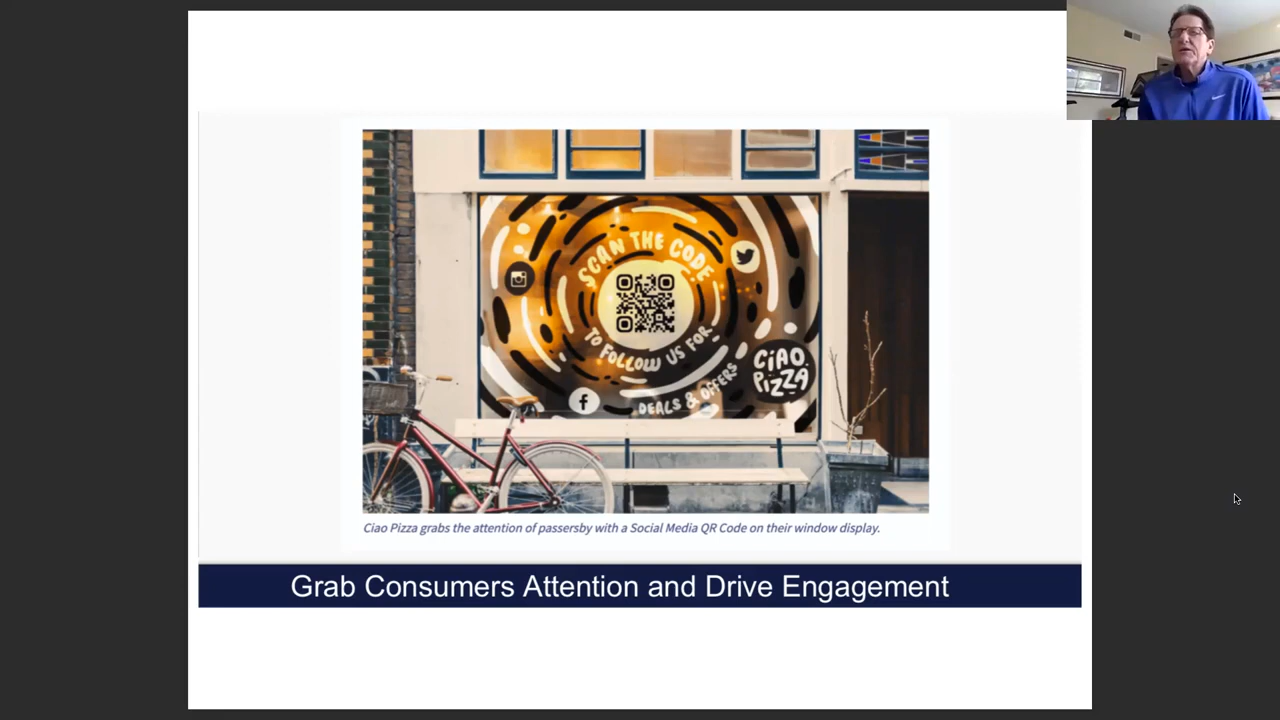 SCAN THE CODE
TO FOLLOW US FOR
DEALS & OFFERS
CiAO
PiZZA
Ciao Pizza grabs the attention of passersby with a Social Media QR Code on their window display.
Grab Consumers Attention and Drive Engagement